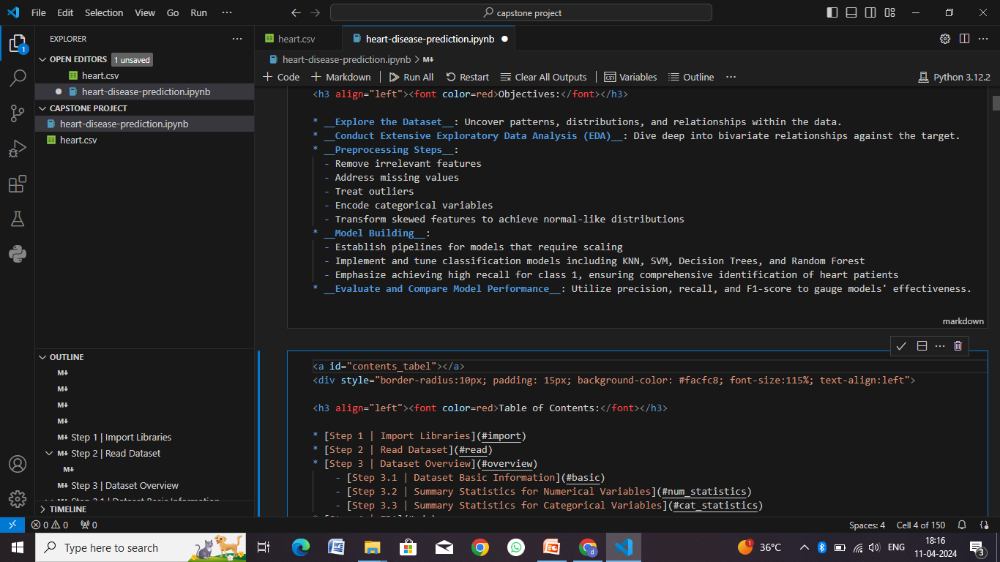 File Edit Selection View Go Run ···
capstone project
EXPLORER ···
OPEN EDITORS 1 unsaved
heart.csv
heart-disease-prediction.ipynb
CAPSTONE PROJECT
heart-disease-prediction.ipynb
heart.csv
OUTLINE
Step 1 | Import Libraries
Step 2 | Read Dataset
Step 3 | Dataset Overview
Step 3.1 | Dataset Basic Information
TIMELINE
heart.csv
heart-disease-prediction.ipynb
heart-disease-prediction.ipynb > M↓
+ Code + Markdown Run All Restart Clear All Outputs Variables Outline ··· Python 3.12.2
<h3 align="left"><font color=red>Objectives:</font></h3>
* __Explore the Dataset__: Uncover patterns, distributions, and relationships within the data.
* __Conduct Extensive Exploratory Data Analysis (EDA)__: Dive deep into bivariate relationships against the target.
* __Preprocessing Steps__:
- Remove irrelevant features
- Address missing values
- Treat outliers
- Encode categorical variables
- Transform skewed features to achieve normal-like distributions
* __Model Building__:
- Establish pipelines for models that require scaling
- Implement and tune classification models including KNN, SVM, Decision Trees, and Random Forest
- Emphasize achieving high recall for class 1, ensuring comprehensive identification of heart patients
* __Evaluate and Compare Model Performance__: Utilize precision, recall, and F1-score to gauge models' effectiveness.
markdown
<a id="contents_tabel"></a>
<div style="border-radius:10px; padding: 15px; background-color: #facfc8; font-size:115%; text-align:left">
<h3 align="left"><font color=red>Table of Contents:</font></h3>
* [Step 1 | Import Libraries](#import)
* [Step 2 | Read Dataset](#read)
* [Step 3 | Dataset Overview](#overview)
- [Step 3.1 | Dataset Basic Information](#basic)
- [Step 3.2 | Summary Statistics for Numerical Variables](#num_statistics)
- [Step 3.3 | Summary Statistics for Categorical Variables](#cat_statistics)
0 0 0 Spaces: 4 Cell 4 of 150
Type here to search
36°C ENG 18:16
11-04-2024
3